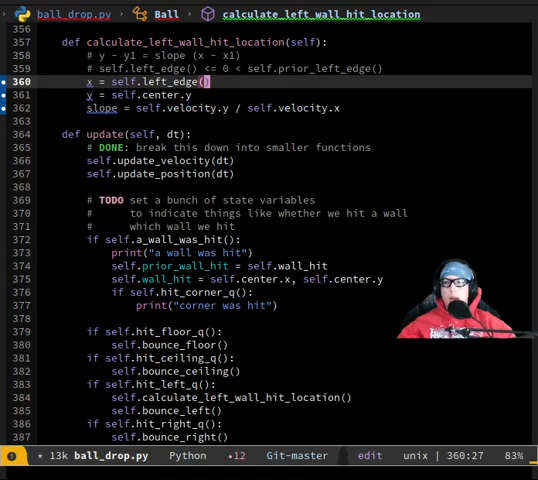 ball_drop.py › Ball › calculate_left_wall_hit_location
356
357 def calculate_left_wall_hit_location(self):
358 # y - y1 = slope (x - x1)
359 # self.left_edge() <= 0 < self.prior_left_edge()
360 x = self.left_edge()
361 y = self.center.y
362 slope = self.velocity.y / self.velocity.x
363
364 def update(self, dt):
365 # DONE: break this down into smaller functions
366 self.update_velocity(dt)
367 self.update_position(dt)
368
369 # TODO set a bunch of state variables
370 # to indicate things like whether we hit a wall
371 # which wall we hit
372 if self.a_wall_was_hit():
373 print("a wall was hit")
374 self.prior_wall_hit = self.wall_hit
375 self.wall_hit = self.center.x, self.center.y
376 if self.hit_corner_q():
377 print("corner was hit")
378
379 if self.hit_floor_q():
380 self.bounce_floor()
381 if self.hit_ceiling_q():
382 self.bounce_ceiling()
383 if self.hit_left_q():
384 self.calculate_left_wall_hit_location()
385 self.bounce_left()
386 if self.hit_right_q():
387 self.bounce_right()
* 13k ball_drop.py Python •12 Git-master edit unix | 360:27 83%